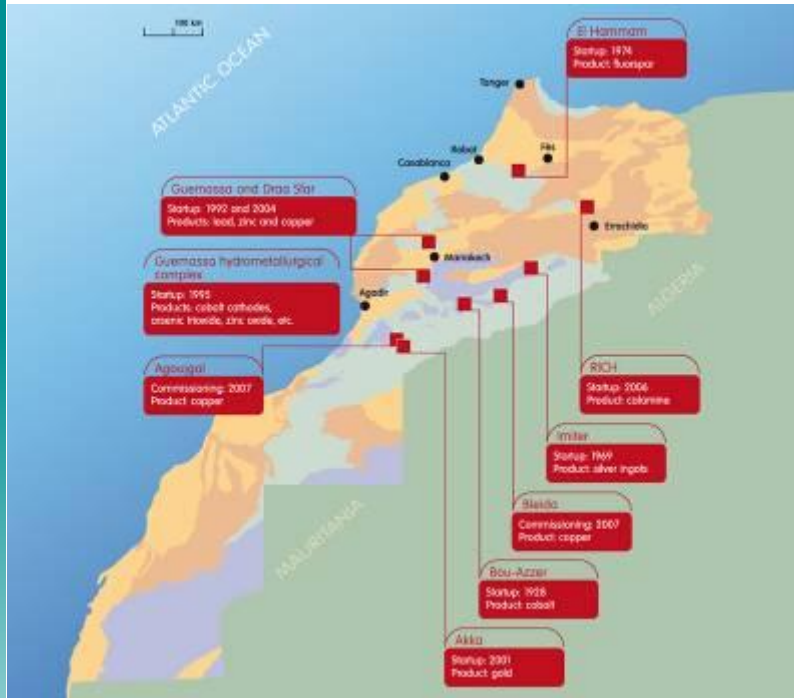 100 km
ATLANTIC OCEAN
El Hammam
Startup: 1974
Product: fluorspar
Tanger
Rabat
Fès
Casablanca
Guemassa and Draa Sfar
Startup: 1992 and 2004
Products: lead, zinc and copper
Errachidia
Marrakech
Guemassa hydrometallurgical
complex
Startup: 1995
Products: cobalt cathodes,
arsenic trioxide, zinc oxide, etc.
Agadir
ALGERIA
Agoujgal
Commissioning: 2007
Product: copper
RICH
Startup: 2006
Product: calamine
Imiter
Startup: 1969
Product: silver ingots
MAURITANIA
Bleida
Commissioning: 2007
Product: copper
Bou-Azzer
Startup: 1928
Product: cobalt
Akka
Startup: 2001
Product: gold